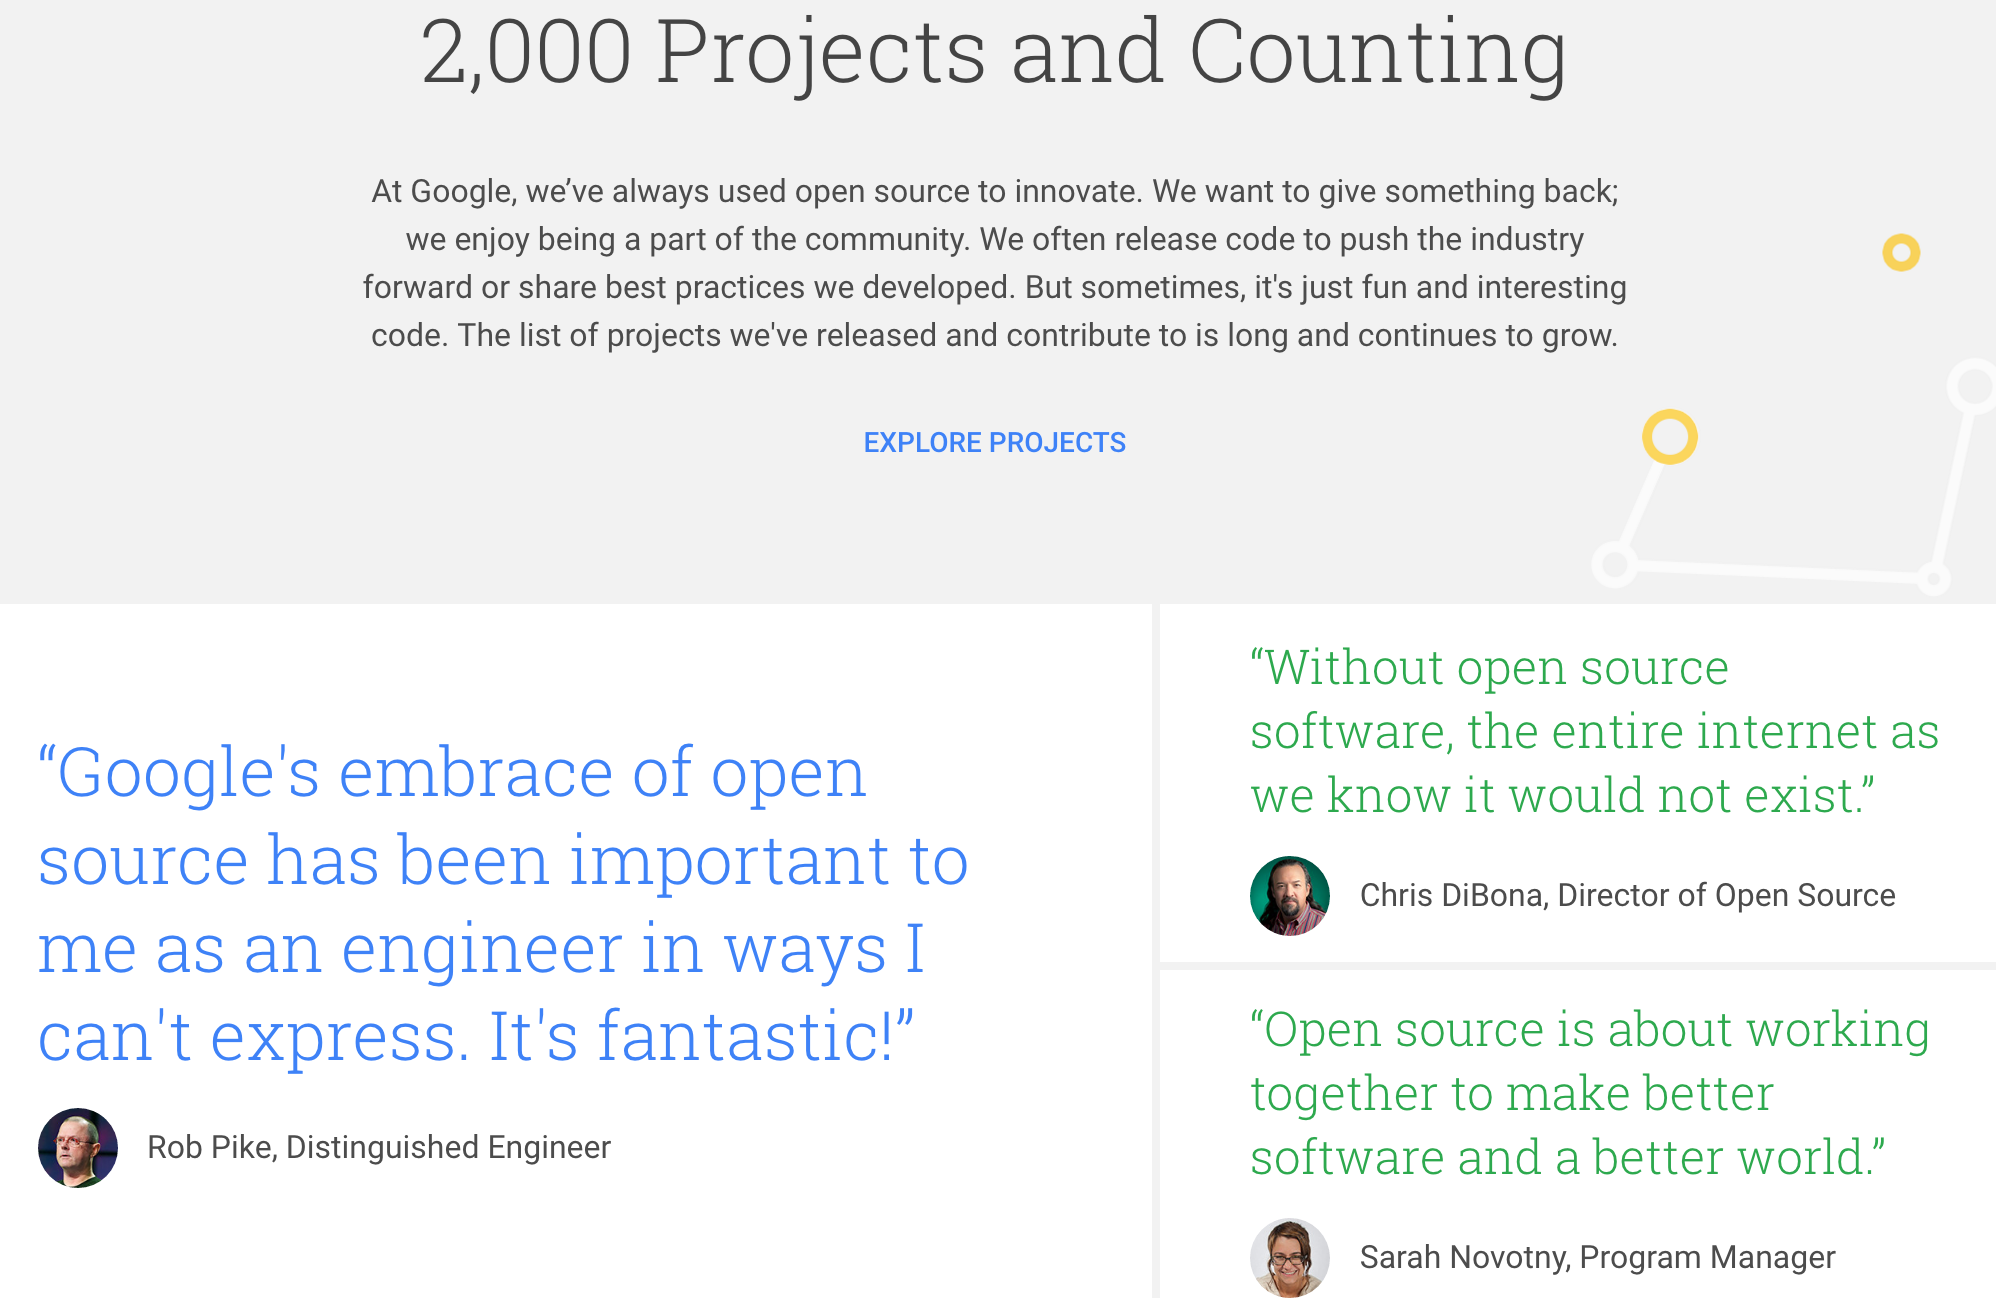 2,000 Projects and Counting
At Google, we’ve always used open source to innovate. We want to give something back;
we enjoy being a part of the community. We often release code to push the industry
forward or share best practices we developed. But sometimes, it's just fun and interesting
code. The list of projects we've released and contribute to is long and continues to grow.
EXPLORE PROJECTS
“Google's embrace of open
source has been important to
me as an engineer in ways I
can't express. It's fantastic!”
Rob Pike, Distinguished Engineer
“Without open source
software, the entire internet as
we know it would not exist.”
Chris DiBona, Director of Open Source
“Open source is about working
together to make better
software and a better world.”
Sarah Novotny, Program Manager